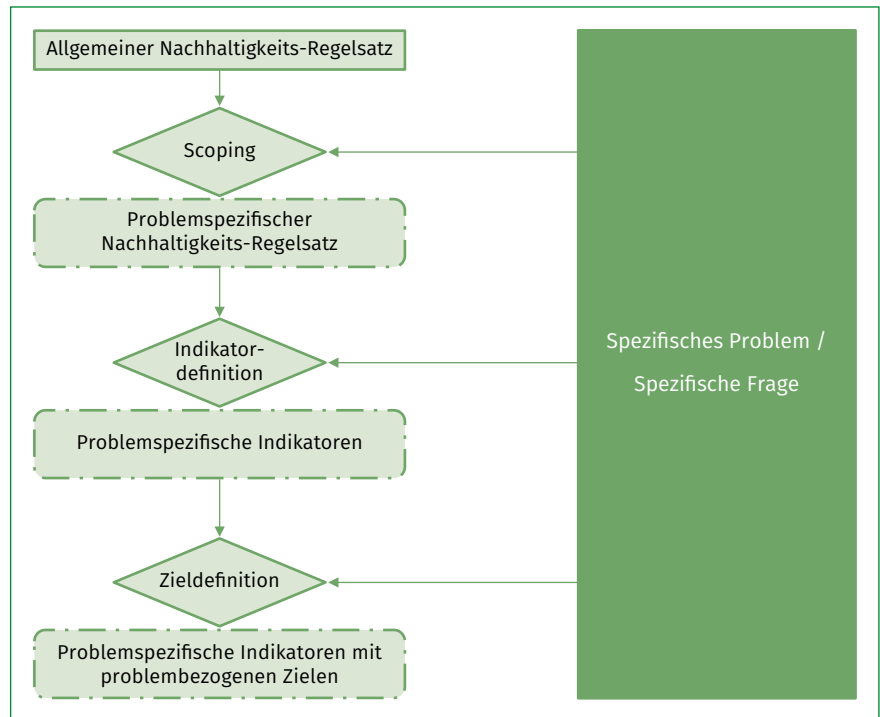 Allgemeiner Nachhaltigkeits-Regelsatz
Scoping
Problemspezifischer
Nachhaltigkeits-Regelsatz
Indikator-
definition
Problemspezifische Indikatoren
Zieldefinition
Problemspezifische Indikatoren mit
problembezogenen Zielen
Spezifisches Problem /
Spezifische Frage